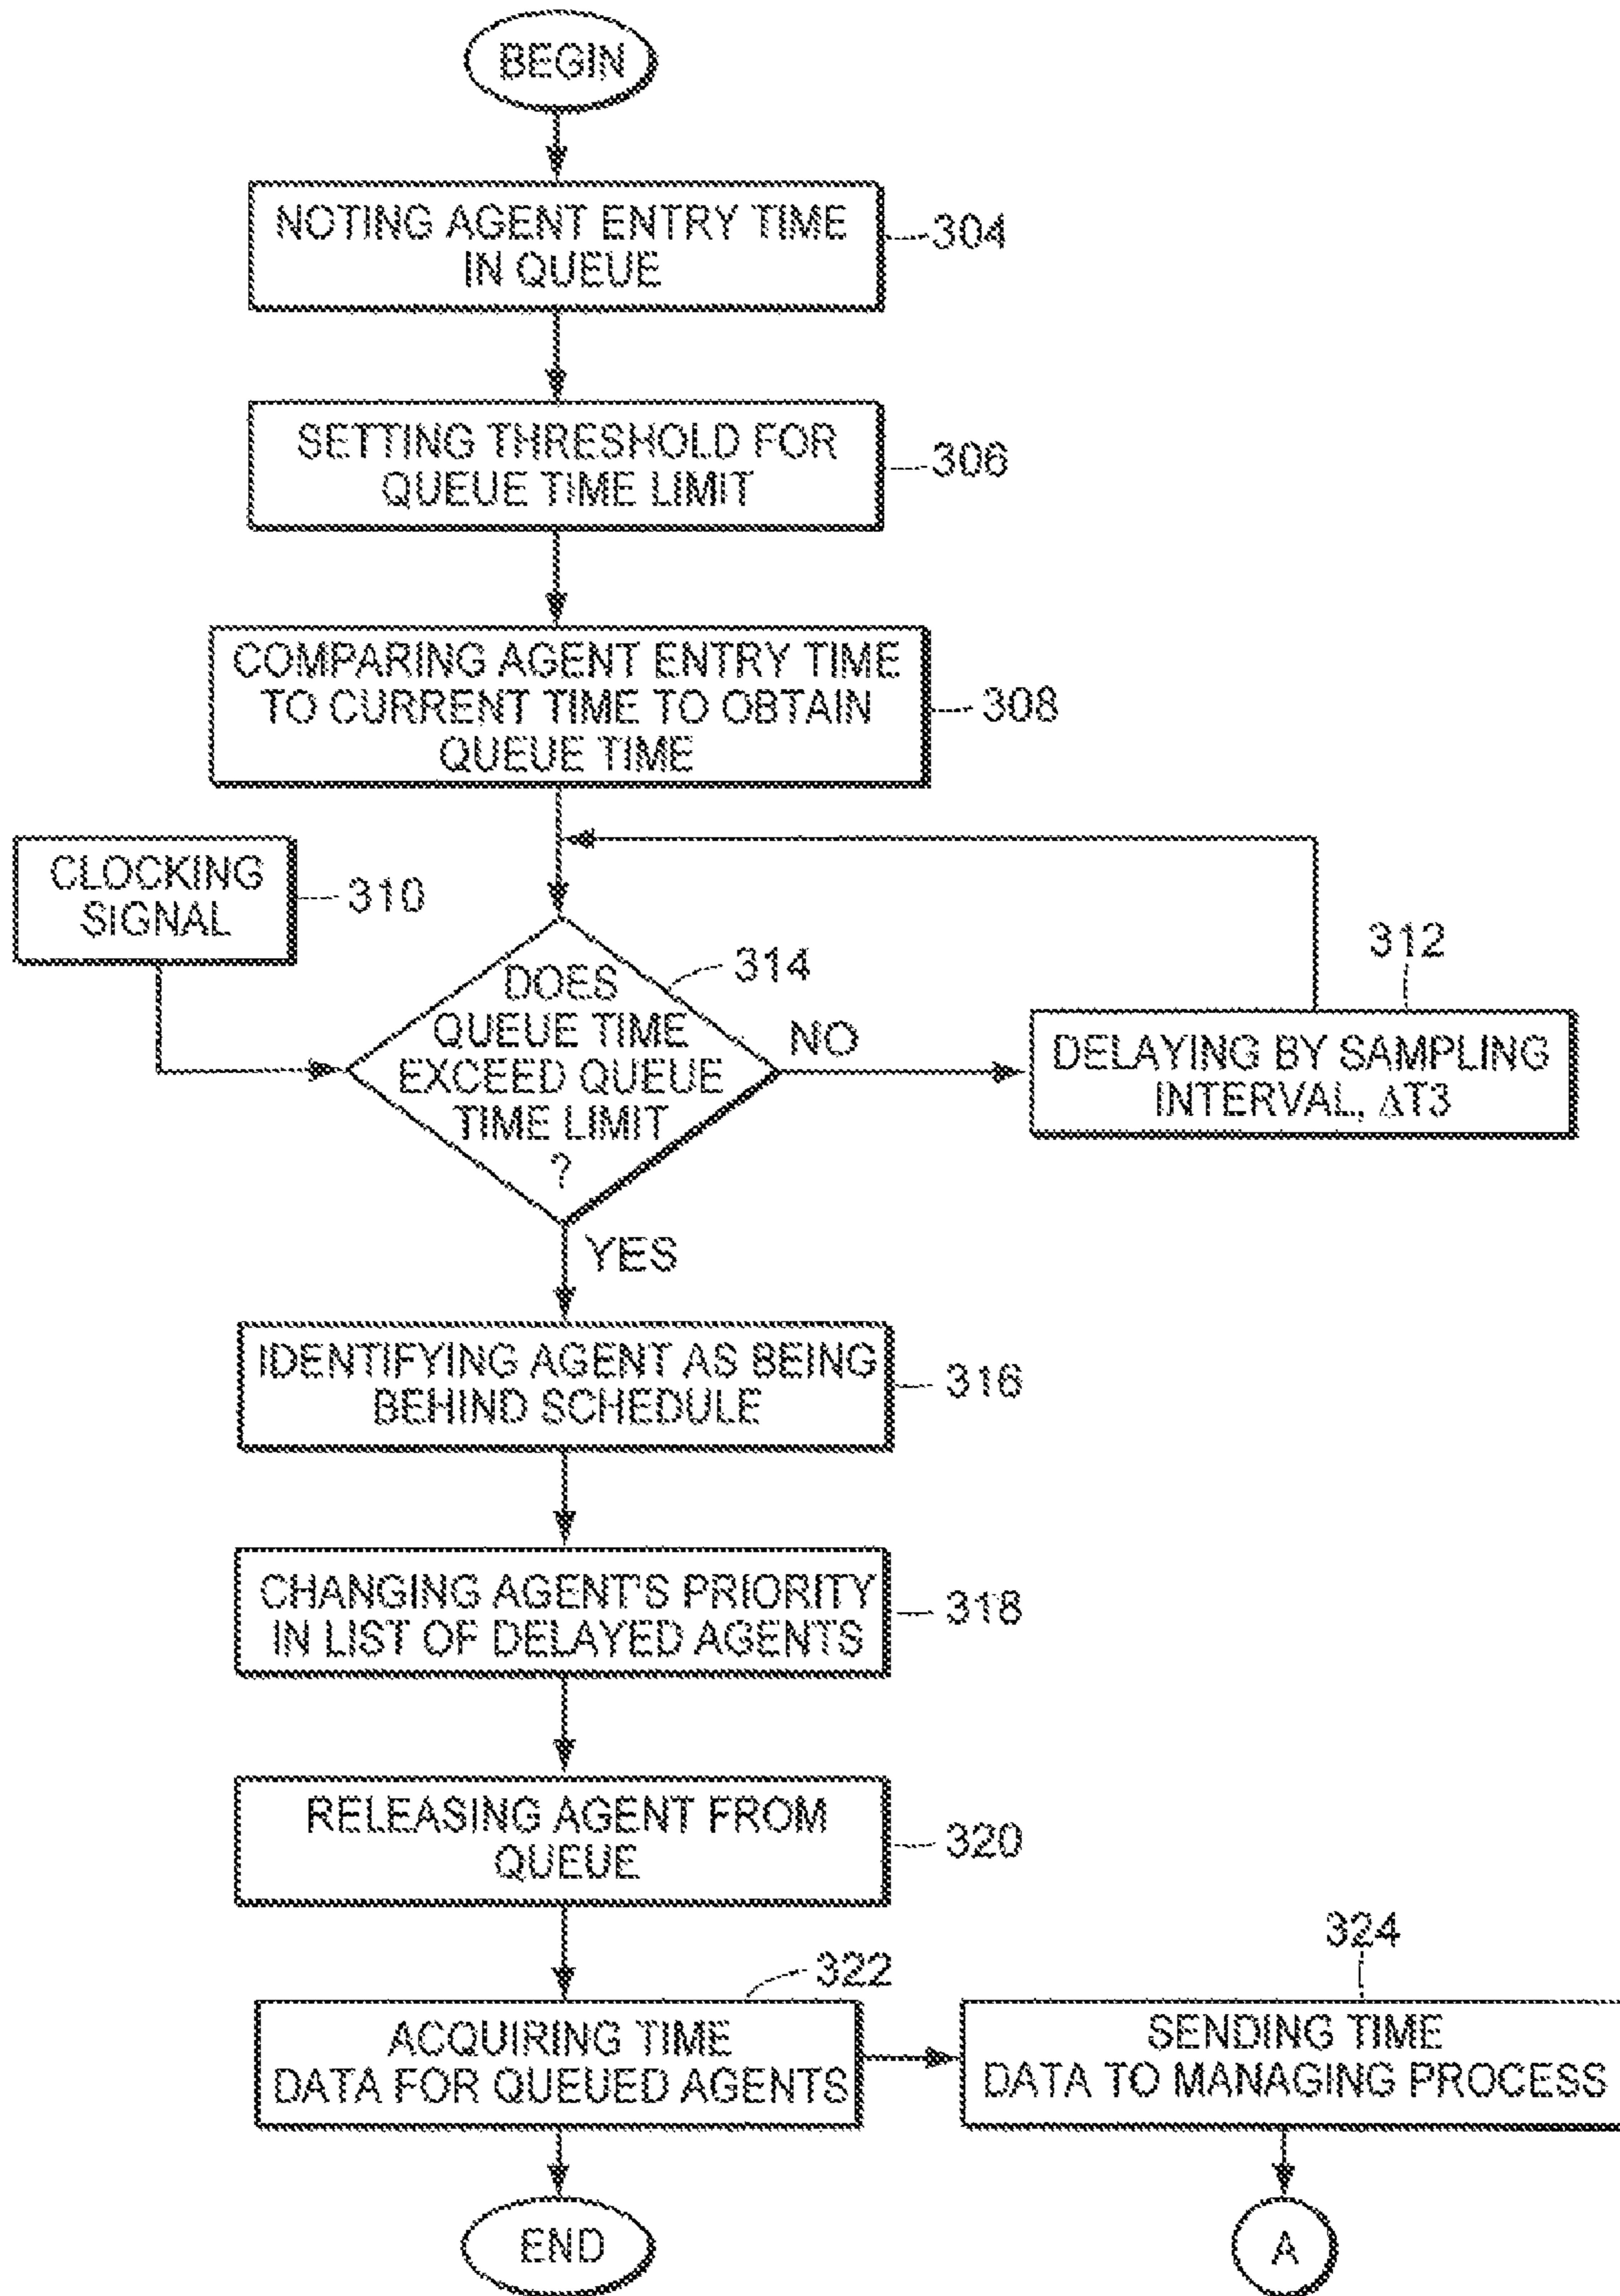 BEGIN
NOTING AGENT ENTRY TIME
IN QUEUE
304
SETTING THRESHOLD FOR
QUEUE TIME LIMIT
306
COMPARING AGENT ENTRY TIME
TO CURRENT TIME TO OBTAIN
QUEUE TIME
308
CLOCKING
SIGNAL
310
DOES
QUEUE TIME
EXCEED QUEUE
TIME LIMIT
?
314
NO
312
DELAYING BY SAMPLING
INTERVAL, ΔT3
YES
IDENTIFYING AGENT AS BEING
BEHIND SCHEDULE
316
CHANGING AGENT'S PRIORITY
IN LIST OF DELAYED AGENTS
318
RELEASING AGENT FROM
QUEUE
320
322
ACQUIRING TIME
DATA FOR QUEUED AGENTS
324
SENDING TIME
DATA TO MANAGING PROCESS
END
A